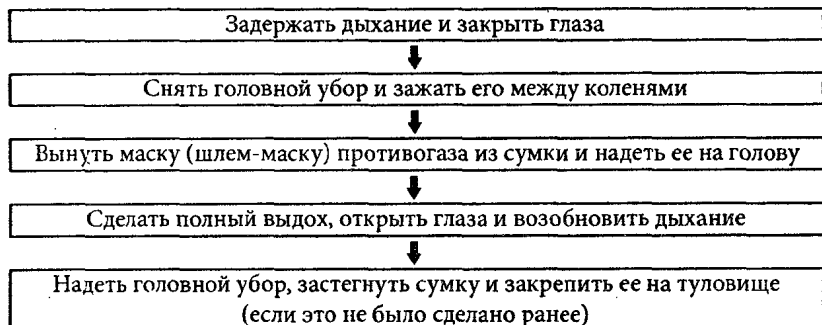 Задержать дыхание и закрыть глаза
Снять головной убор и зажать его между коленями
Вынуть маску (шлем-маску) противогаза из сумки и надеть ее на голову
Сделать полный выдох, открыть глаза и возобновить дыхание
Надеть головной убор, застегнуть сумку и закрепить ее на туловище
(если это не было сделано ранее)